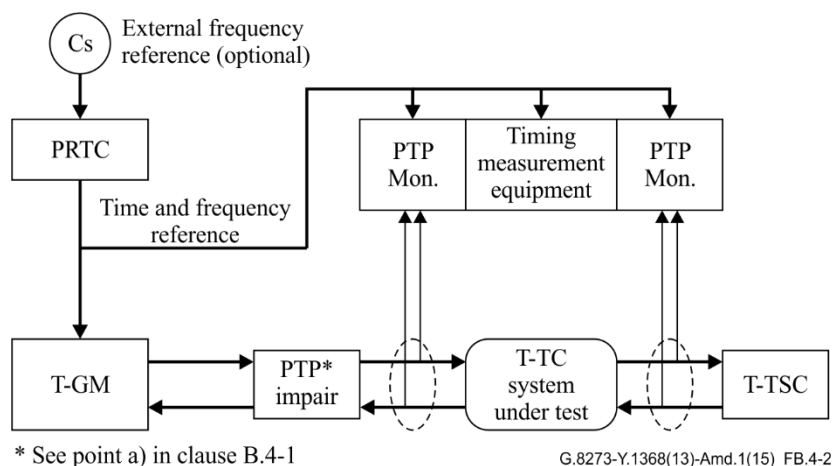 Cs
External frequency
reference (optional)
PRTC
Time and frequency
reference
PTP
Mon.
Timing
measurement
equipment
PTP
Mon.
T-GM
PTP*
impair
T-TC
system
under test
T-TSC
* See point a) in clause B.4-1
G.8273-Y.1368(13)-Amd.1(15)_FB.4-2